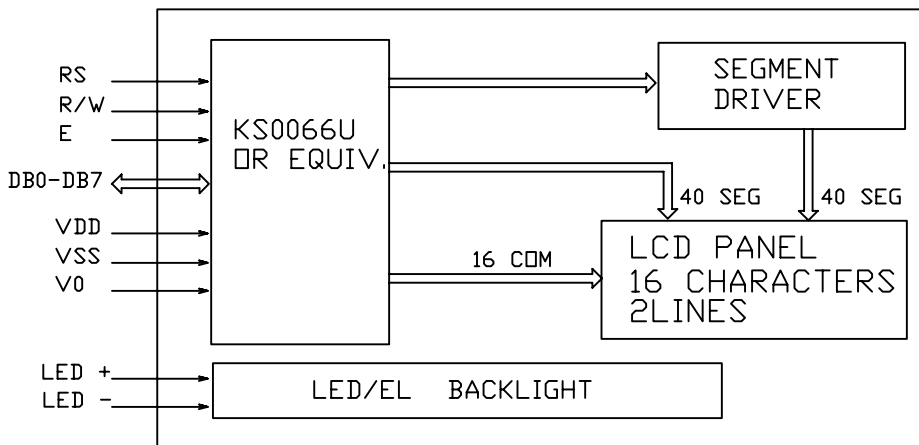 RS
R/W
E
DB0-DB7
VDD
VSS
V0
LED +
LED -
KS0066U
OR EQUIV.
SEGMENT
DRIVER
40 SEG
40 SEG
16 COM
LCD PANEL
16 CHARACTERS
2LINES
LED/EL BACKLIGHT